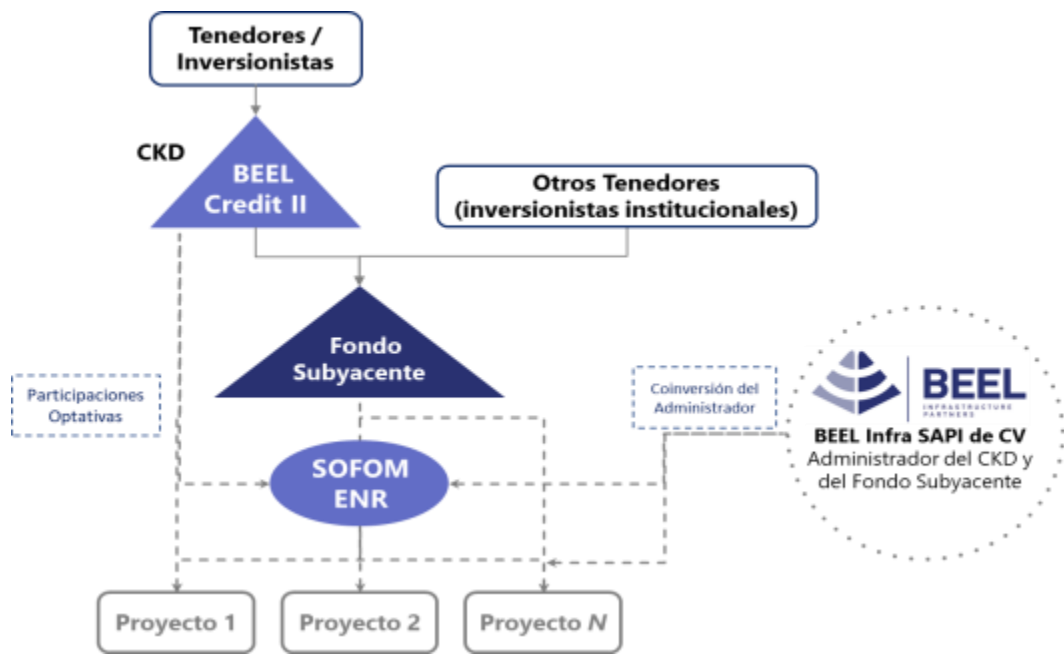 Tenedores /
Inversionistas
CKD
BEEL
Credit II
Otros Tenedores
(inversionistas institucionales)
Fondo
Subyacente
Participaciones
Optativas
Coinversión del
Administrador
BEEL
INFRASTRUCTURE
PARTNERS
BEEL Infra SAPI de CV
Administrador del CKD y
del Fondo Subyacente
SOFOM
ENR
Proyecto 1
Proyecto 2
Proyecto N